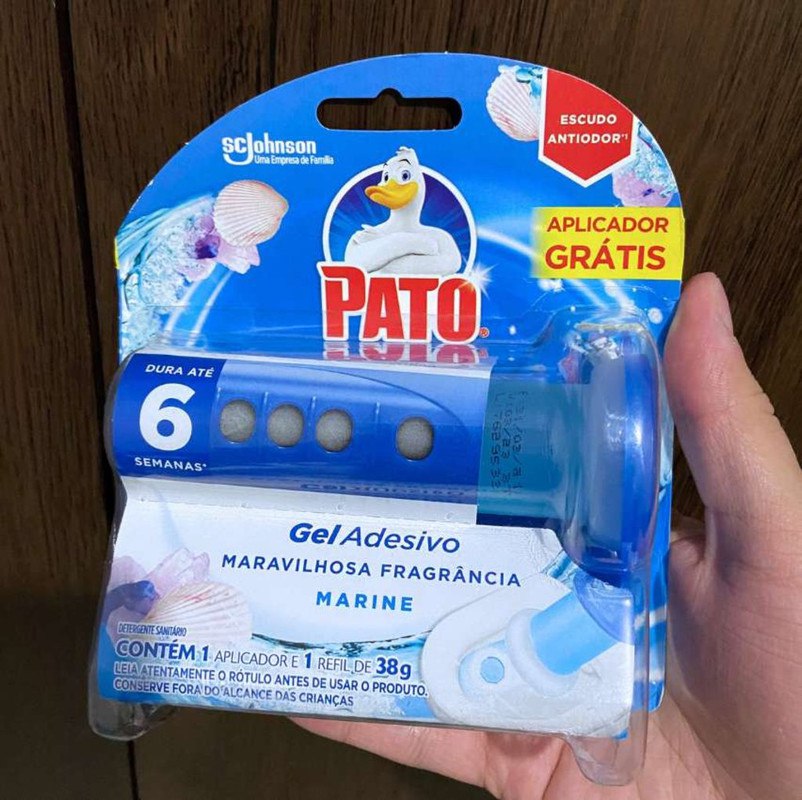 scjohnson
Uma Empresa de Família
ESCUDO
ANTIODOR*¹
APLICADOR
GRÁTIS
PATO®
DURA ATÉ
6
SEMANAS*
Gel Adesivo
MARAVILHOSA FRAGRÂNCIA
MARINE
DETERGENTE SANITÁRIO
CONTÉM 1 APLICADOR E 1 REFIL DE 38g
LEIA ATENTAMENTE O RÓTULO ANTES DE USAR O PRODUTO.
CONSERVE FORA DO ALCANCE DAS CRIANÇAS